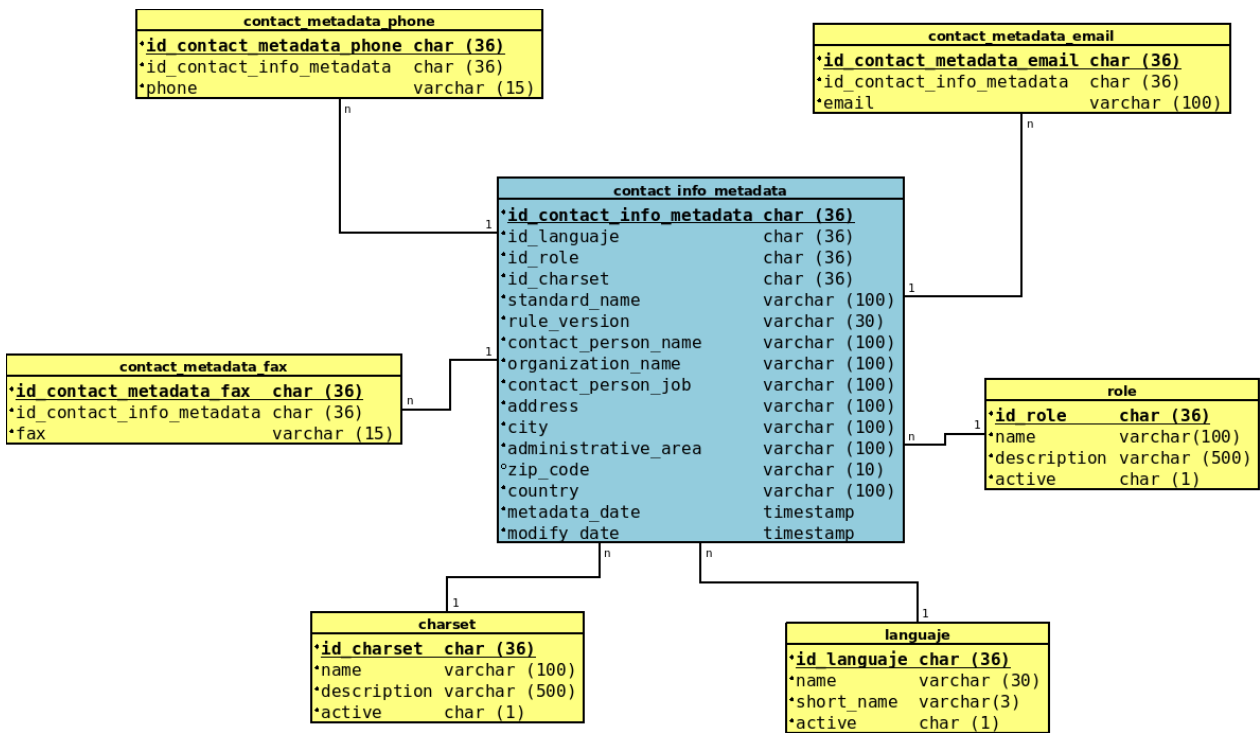 contact_metadata_phone
id_contact_metadata_phone char (36)
id_contact_info_metadata char (36)
phone varchar (15)
n
contact_metadata_email
id_contact_metadata_email char (36)
id_contact_info_metadata char (36)
email varchar (100)
n
contact_info_metadata
id_contact_info_metadata char (36)
id_languaje char (36)
id_role char (36)
id_charset char (36)
standard_name varchar (100)
rule_version varchar (30)
contact_person_name varchar (100)
organization_name varchar (100)
contact_person_job varchar (100)
address varchar (100)
city varchar (100)
administrative_area varchar (100)
zip_code varchar (10)
country varchar (100)
metadata_date timestamp
modify_date timestamp
1
1
1
n
n
n
contact_metadata_fax
id_contact_metadata_fax char (36)
id_contact_info_metadata char (36)
fax varchar (15)
n
role
id_role char (36)
name varchar(100)
description varchar (500)
active char (1)
1
charset
id_charset char (36)
name varchar (100)
description varchar (500)
active char (1)
1
languaje
id_languaje char (36)
name varchar (30)
short_name varchar(3)
active char (1)
1